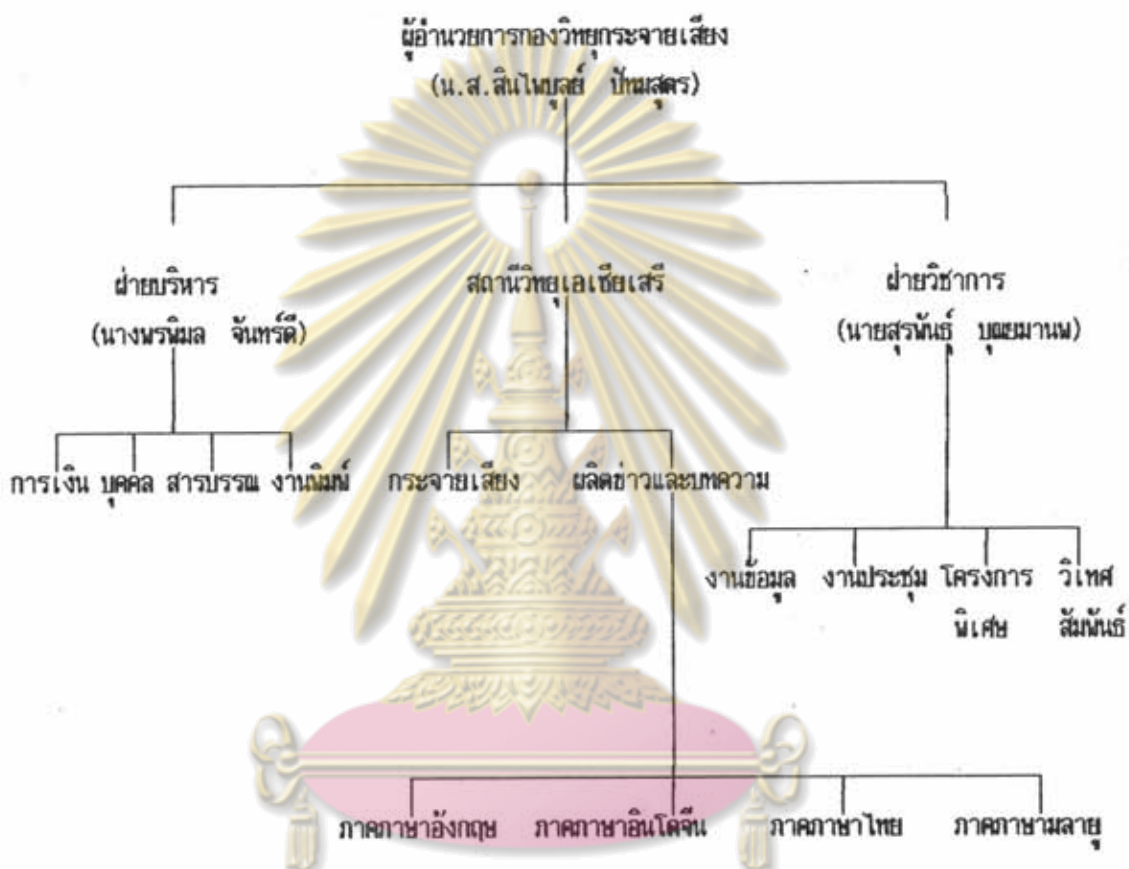 ผู้อำนวยการกองวิทยุกระจายเสียง
(น.ส.สินไพบูลย์ ปัทมสูตร)
ฝ่ายบริหาร
(นางพรพิมล จันทร์ดี)
สถานีวิทยุเอเซียเสรี
ฝ่ายวิชาการ
(นายสุรพันธุ์ บุณยมานพ)
การเงิน บุคคล สารบรรณ งานพิมพ์
กระจายเสียง ผลิตข่าวและบทความ
งานข้อมูล งานประชุม โครงการ วิเทศ
พิเศษ สัมพันธ์
ภาคภาษาอังกฤษ ภาคภาษาอินโดจีน ภาคภาษาไทย ภาคภาษามลายู